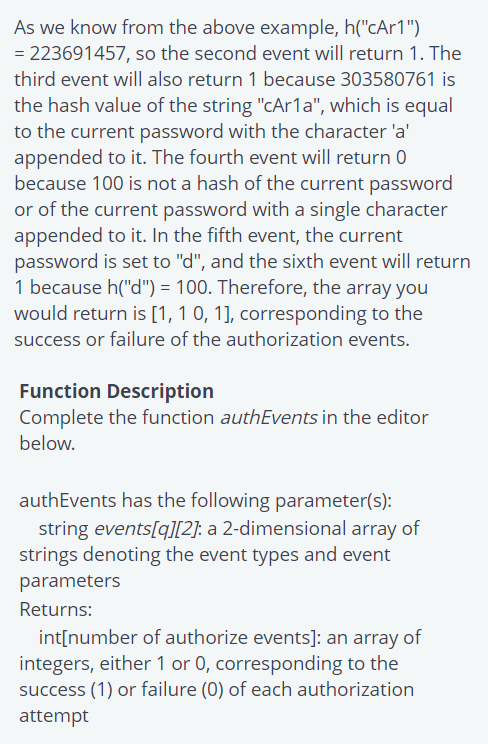 As we know from the above example, h("cAr1")
= 223691457, so the second event will return 1. The
third event will also return 1 because 303580761 is
the hash value of the string "cAr1a", which is equal
to the current password with the character 'a'
appended to it. The fourth event will return 0
because 100 is not a hash of the current password
or of the current password with a single character
appended to it. In the fifth event, the current
password is set to "d", and the sixth event will return
1 because h("d") = 100. Therefore, the array you
would return is [1, 1 0, 1], corresponding to the
success or failure of the authorization events.
Function Description
Complete the function authEvents in the editor
below.
authEvents has the following parameter(s):
string events[q][2]: a 2-dimensional array of
strings denoting the event types and event
parameters
Returns:
int[number of authorize events]: an array of
integers, either 1 or 0, corresponding to the
success (1) or failure (0) of each authorization
attempt